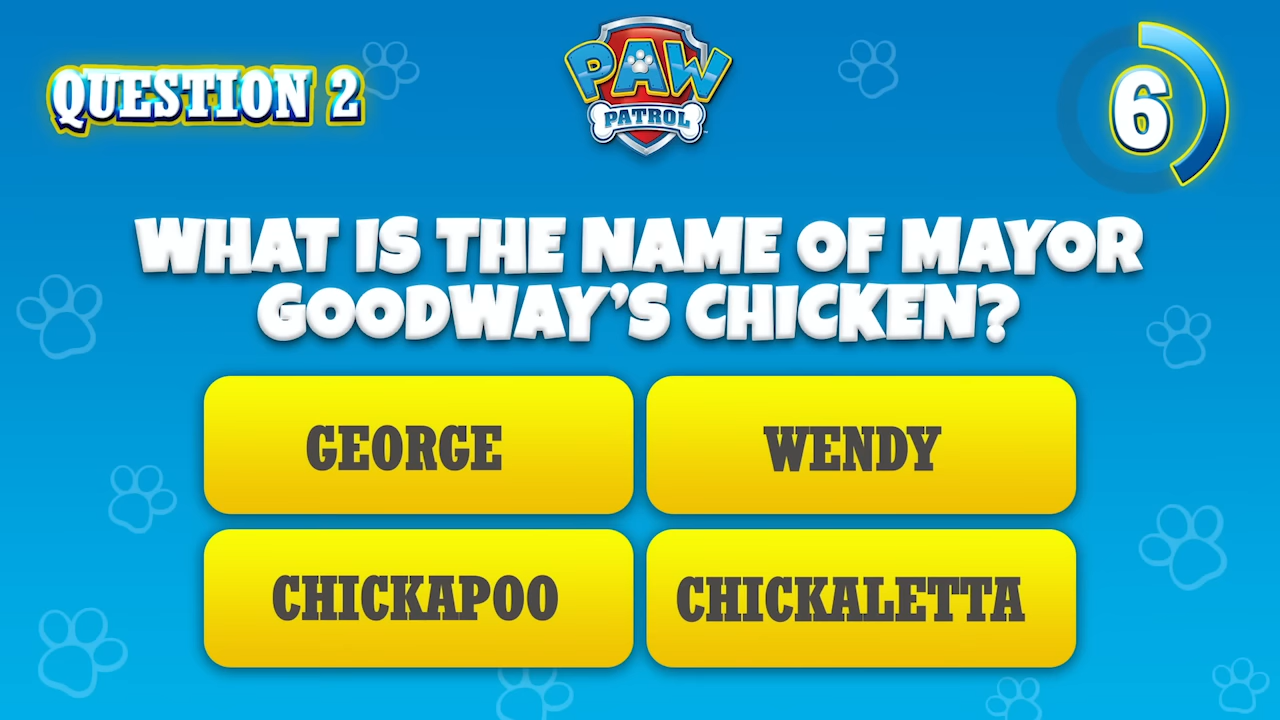 QUESTION 2
PAW
PATROL
6
WHAT IS THE NAME OF MAYOR
GOODWAY'S CHICKEN?
GEORGE
WENDY
CHICKAPOO
CHICKALETTA